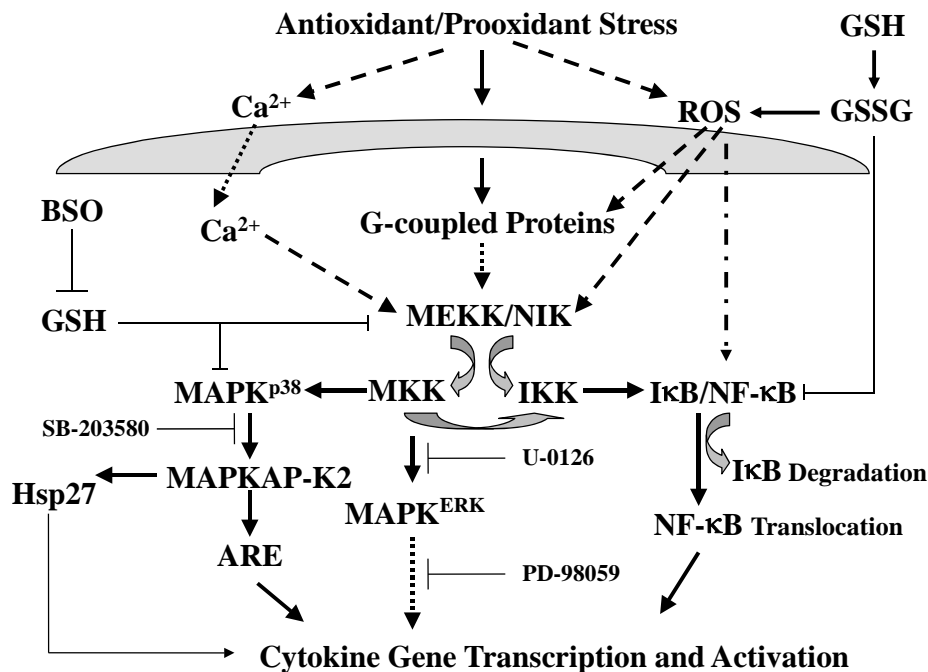 Antioxidant/Prooxidant Stress
GSH
Ca²⁺
ROS
GSSG
BSO
Ca²⁺
G-coupled Proteins
GSH
MEKK/NIK
MAPKᵖ³⁸
MKK
IKK
IκB/NF-κB
SB-203580
U-0126
IκB Degradation
Hsp27
MAPKAP-K2
MAPKᴱᴿᴷ
NF-κB Translocation
ARE
PD-98059
Cytokine Gene Transcription and Activation